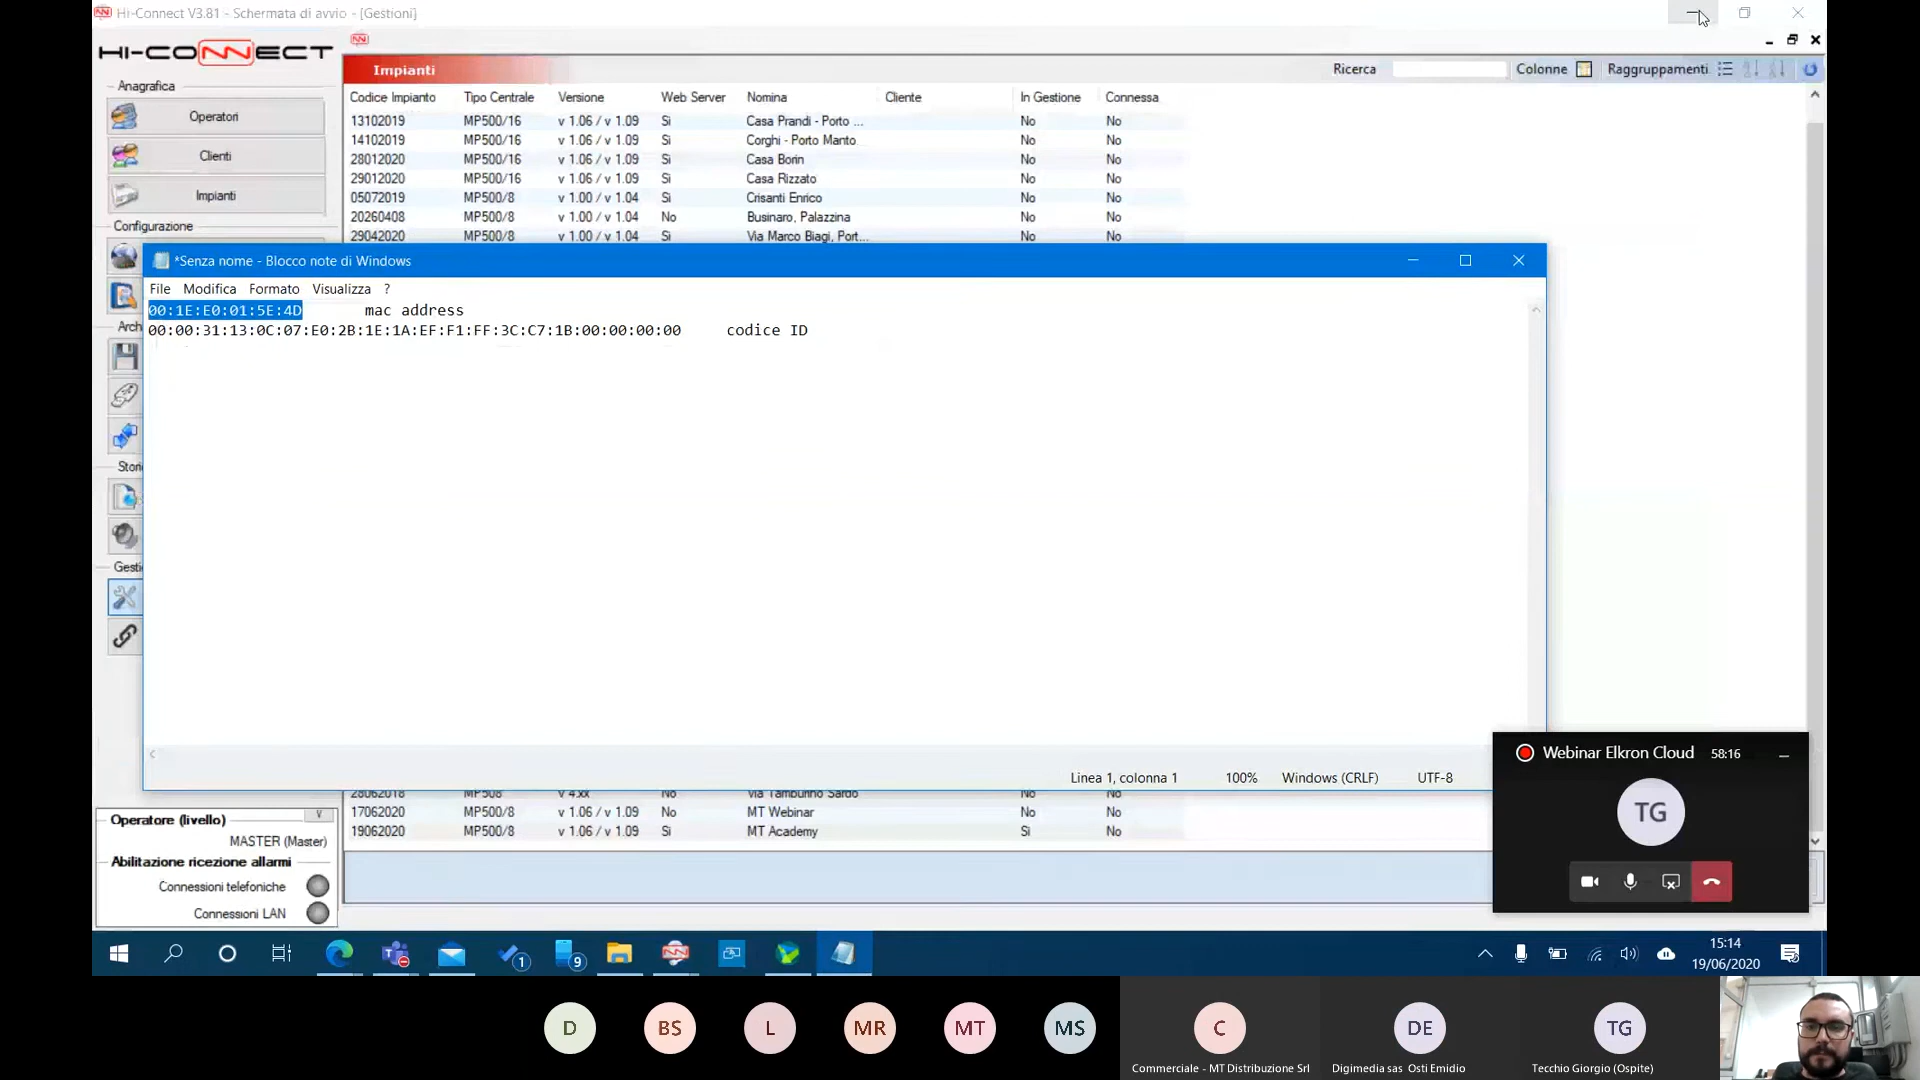 Hi-Connect V3.81 - Schermata di avvio - [Gestioni]
HI-CONNECT
Anagrafica
Operatori
Clienti
Impianti
Configurazione
Impianti
Ricerca
Colonne
Raggruppamenti
Codice Impianto Tipo Centrale Versione Web Server Nomina Cliente In Gestione Connessa
13102019 MP500/16 v 1.06 / v 1.09 Si Casa Prandi - Porto ... No No
14102019 MP500/16 v 1.06 / v 1.09 Si Corghi - Porto Manto No No
28012020 MP500/16 v 1.06 / v 1.09 Si Casa Borin No No
29012020 MP500/16 v 1.06 / v 1.09 Si Casa Rizzato No No
05072019 MP500/8 v 1.00 / v 1.04 Si Crisanti Enrico No No
20260408 MP500/8 v 1.00 / v 1.04 No Businaro, Palazzina No No
29042020 MP500/8 v 1.00 / v 1.04 Si Via Marco Biagi, Port... No No
*Senza nome - Blocco note di Windows
File Modifica Formato Visualizza ?
00:1E:E0:01:5E:4D mac address
00:00:31:13:0C:07:E0:2B:1E:1A:EF:F1:FF:3C:C7:1B:00:00:00:00 codice ID
Arch
Stori
Gesti
Linea 1, colonna 1 100% Windows (CRLF) UTF-8
28062018 MP508 v 4.xx No Via Tamburino Sardo No No
17062020 MP500/8 v 1.06 / v 1.09 No MT Webinar No No
19062020 MP500/8 v 1.06 / v 1.09 Si MT Academy Si No
Operatore (livello) V
MASTER (Master)
Abilitazione ricezione allarmi
Connessioni telefoniche
Connessioni LAN
Webinar Elkron Cloud 58:16
TG
1
9
15:14
19/06/2020
D BS L MR MT MS C DE TG
Commerciale - MT Distribuzione Srl Digimedia sas Osti Emidio Tecchio Giorgio (Ospite)